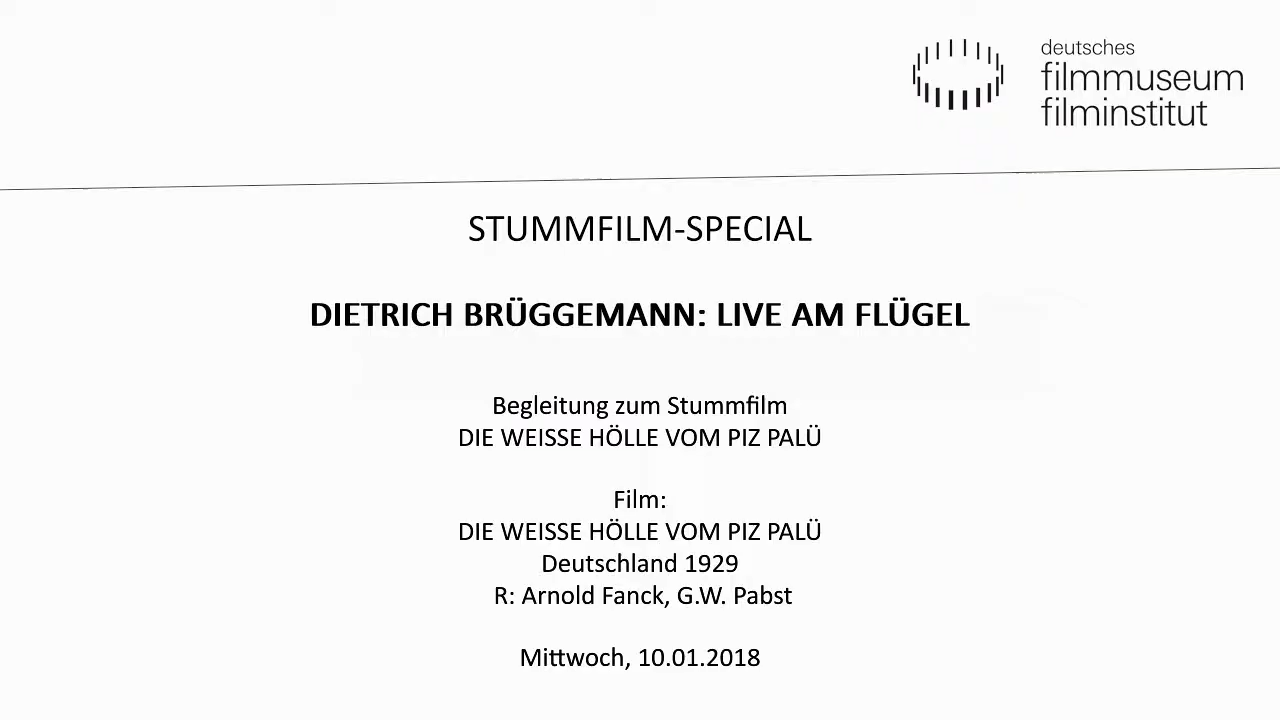 deutsches
filmmuseum
filminstitut
STUMMFILM-SPECIAL
DIETRICH BRÜGGEMANN: LIVE AM FLÜGEL
Begleitung zum Stummfilm
DIE WEISSE HÖLLE VOM PIZ PALÜ
Film:
DIE WEISSE HÖLLE VOM PIZ PALÜ
Deutschland 1929
R: Arnold Fanck, G.W. Pabst
Mittwoch, 10.01.2018